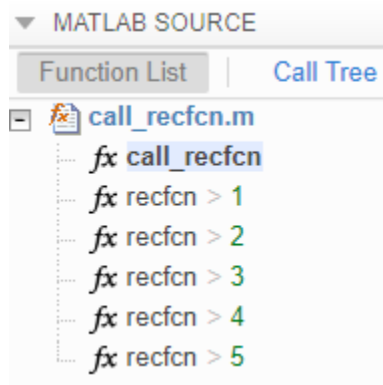 MATLAB SOURCE
Function List Call Tree
call_recfcn.m
fx call_recfcn
fx recfcn > 1
fx recfcn > 2
fx recfcn > 3
fx recfcn > 4
fx recfcn > 5